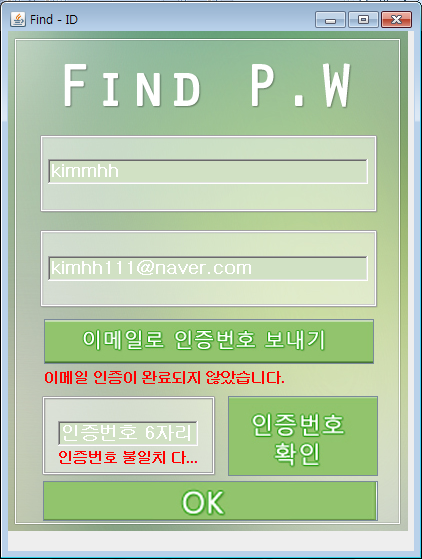 Find - ID
FIND P.W
kimmhh
kimhh111@naver.com
이메일로 인증번호 보내기
이메일 인증이 완료되지 않았습니다.
인증번호 6자리
인증번호 불일치 다...
인증번호
확인
OK